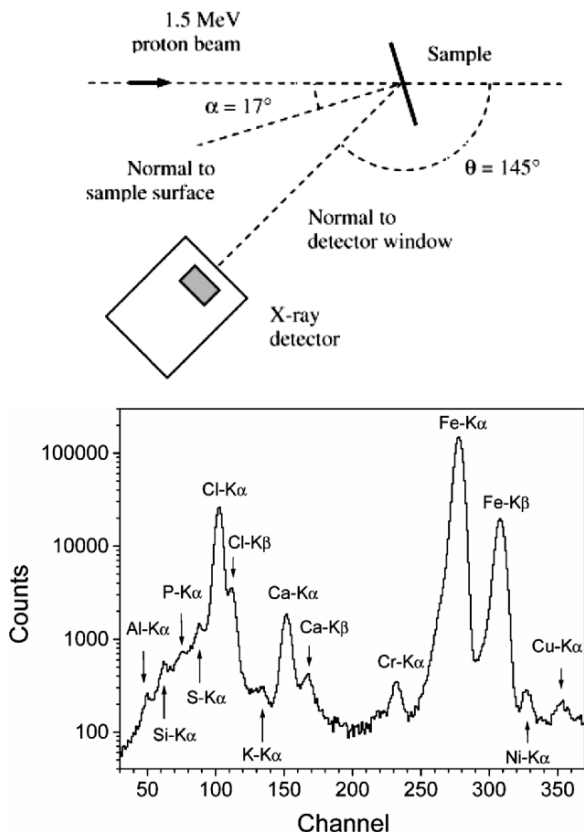 1.5 MeV
proton beam
Sample
α = 17°
Normal to
sample surface
θ = 145°
Normal to
detector window
X-ray
detector
Fe-Kα
100000
Cl-Kα
Fe-Kβ
10000
Cl-Kβ
P-Kα
Ca-Kα
Al-Kα
Ca-Kβ
Counts
1000
Cr-Kα
Cu-Kα
S-Kα
Si-Kα
K-Kα
Ni-Kα
100
50 100 150 200 250 300 350
Channel